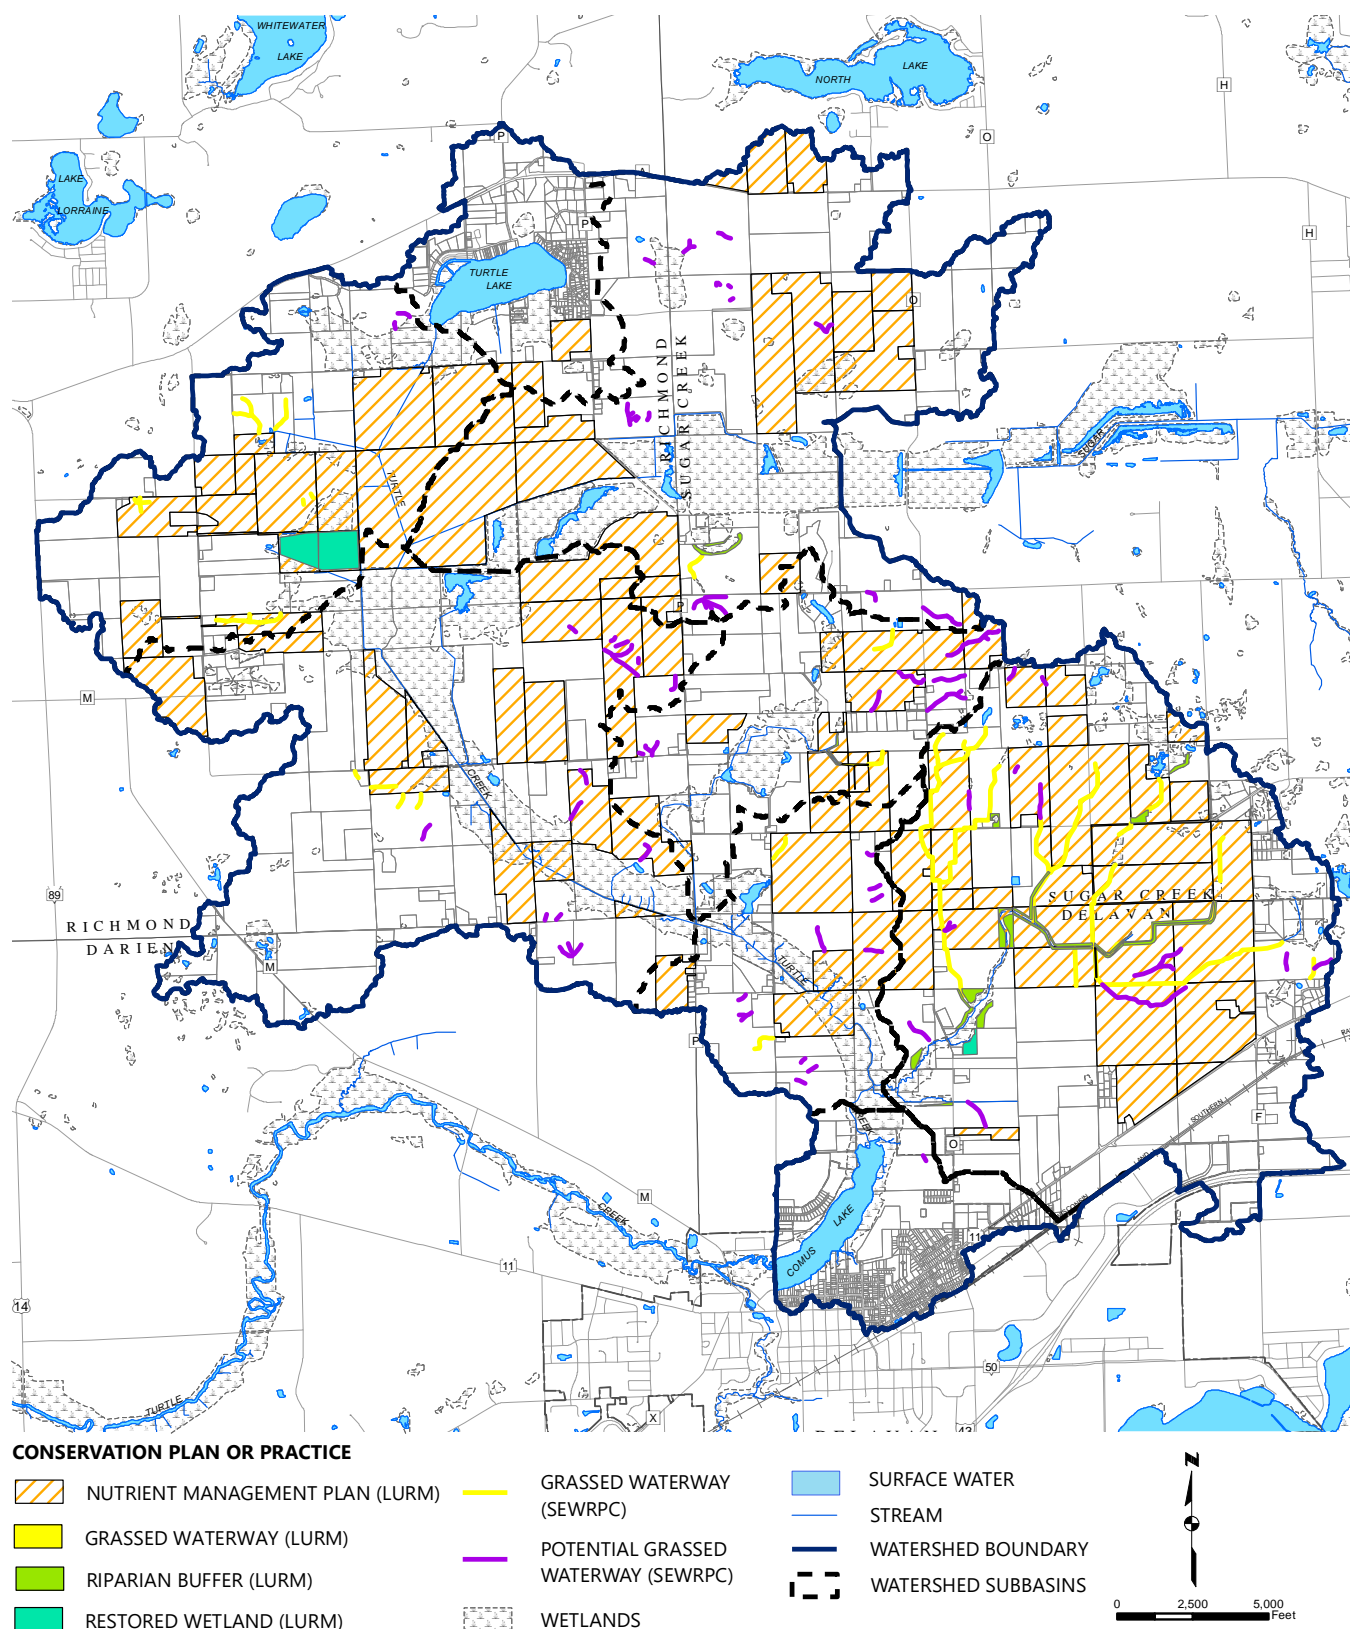 WHITEWATER
LAKE
NORTH
LAKE
H
O
P
LAKE
LORRAINE
P
H
TURTLE
LAKE
O
RICHMOND
SUGAR CREEK
SUGAR
TURTLE
P
M
CREEK
89
SUGAR CREEK
DELAVAN
RICHMOND
DARIEN
M
TURTLE
P
SOUTHERN
F
CREEK
O
M
LAKE
COMUS
CREEK
11
11
14
50
TURTLE
X
DELAVAN
43
CONSERVATION PLAN OR PRACTICE
NUTRIENT MANAGEMENT PLAN (LURM)
GRASSED WATERWAY (LURM)
RIPARIAN BUFFER (LURM)
RESTORED WETLAND (LURM)
GRASSED WATERWAY
(SEWRPC)
POTENTIAL GRASSED
WATERWAY (SEWRPC)
WETLANDS
SURFACE WATER
STREAM
WATERSHED BOUNDARY
WATERSHED SUBBASINS
Z
0 2,500 5,000
Feet